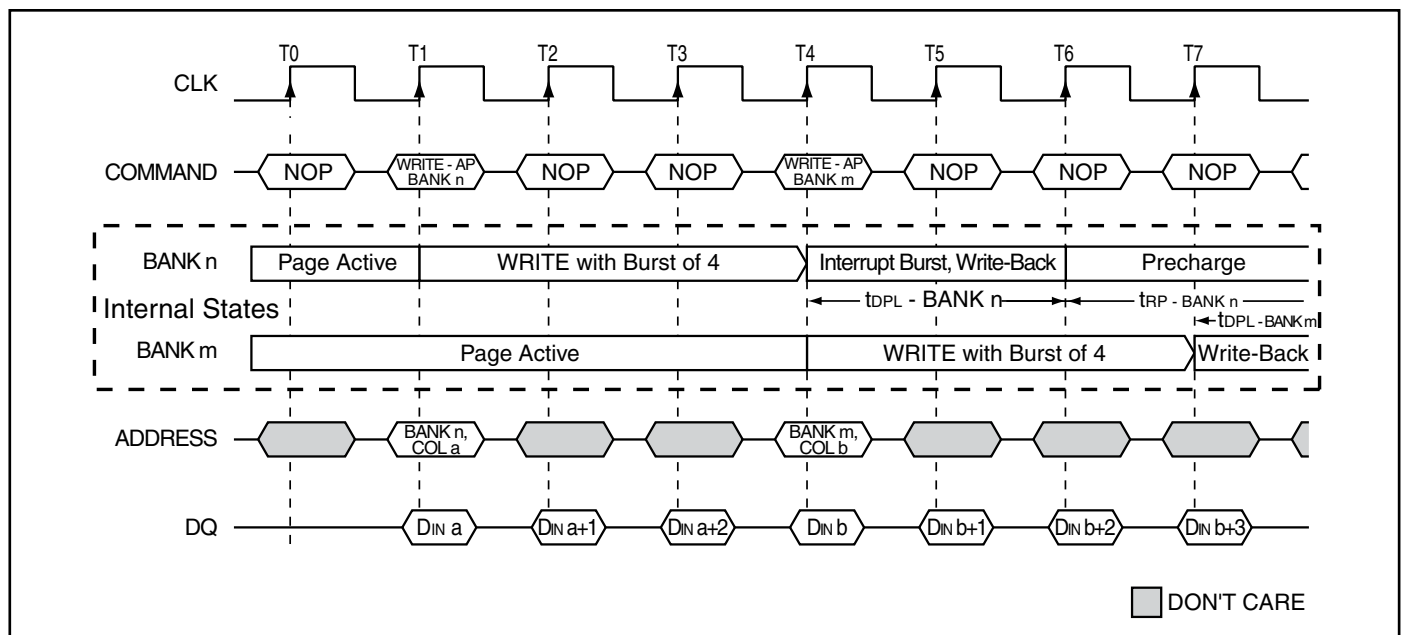 T0 T1 T2 T3 T4 T5 T6 T7
CLK
COMMAND NOP WRITE - AP BANK n NOP NOP WRITE - AP BANK m NOP NOP NOP
BANK n Page Active WRITE with Burst of 4 Interrupt Burst, Write-Back Precharge
tDPL - BANK n tRP - BANK n
Internal States
tDPL - BANK m
BANK m Page Active WRITE with Burst of 4 Write-Back
ADDRESS BANK n, COL a BANK m, COL b
DQ DIN a DIN a+1 DIN a+2 DIN b DIN b+1 DIN b+2 DIN b+3
DON'T CARE